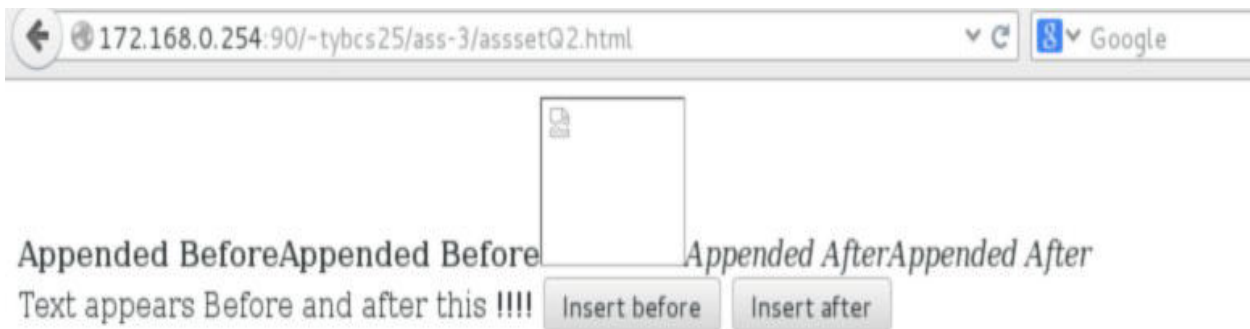 172.168.0.254:90/~tybcs25/ass-3/asssetQ2.html 8 Google
Appended BeforeAppended Before Appended AfterAppended After
Text appears Before and after this !!!! Insert before Insert after